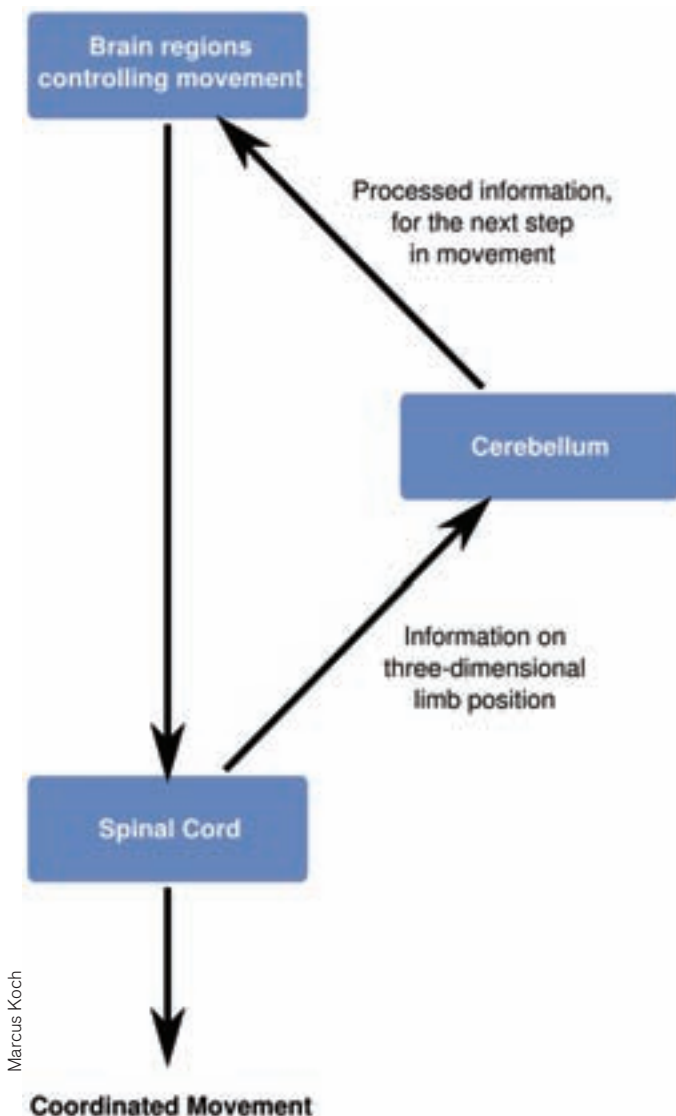 Brain regions
controlling movement
Processed information,
for the next step
in movement
Cerebellum
Information on
three-dimensional
limb position
Spinal Cord
Marcus Koch
Coordinated Movement